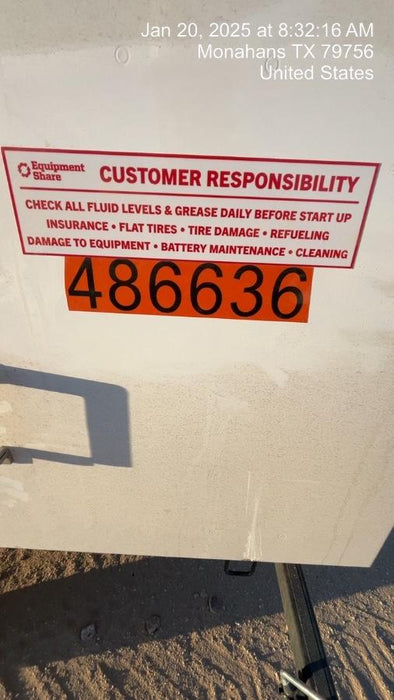 Jan 20, 2025 at 8:32:16 AM
Monahans TX 79756
United States
Equipment
Share
CUSTOMER RESPONSIBILITY
CHECK ALL FLUID LEVELS & GREASE DAILY BEFORE START UP
INSURANCE • FLAT TIRES • TIRE DAMAGE • REFUELING
DAMAGE TO EQUIPMENT • BATTERY MAINTENANCE • CLEANING
486636